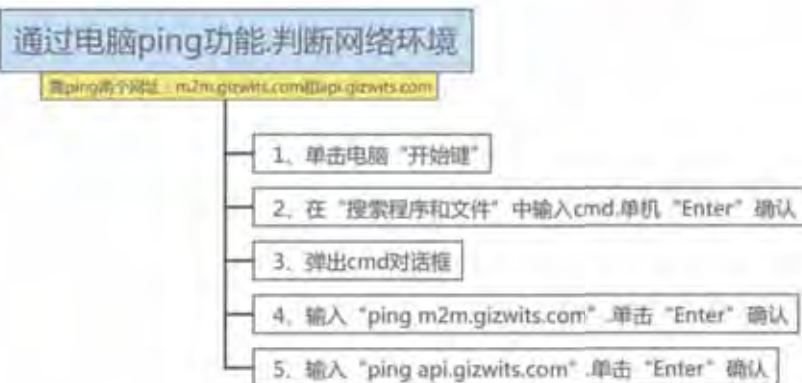 通过电脑ping功能.判断网络环境
需ping两个网址：m2m.gizwits.com和api.gizwits.com
1、单击电脑“开始键”
2、在“搜索程序和文件”中输入cmd.单机“Enter”确认
3、弹出cmd对话框
4、输入“ping m2m.gizwits.com”.单击“Enter”确认
5、输入“ping api.gizwits.com”.单击“Enter”确认